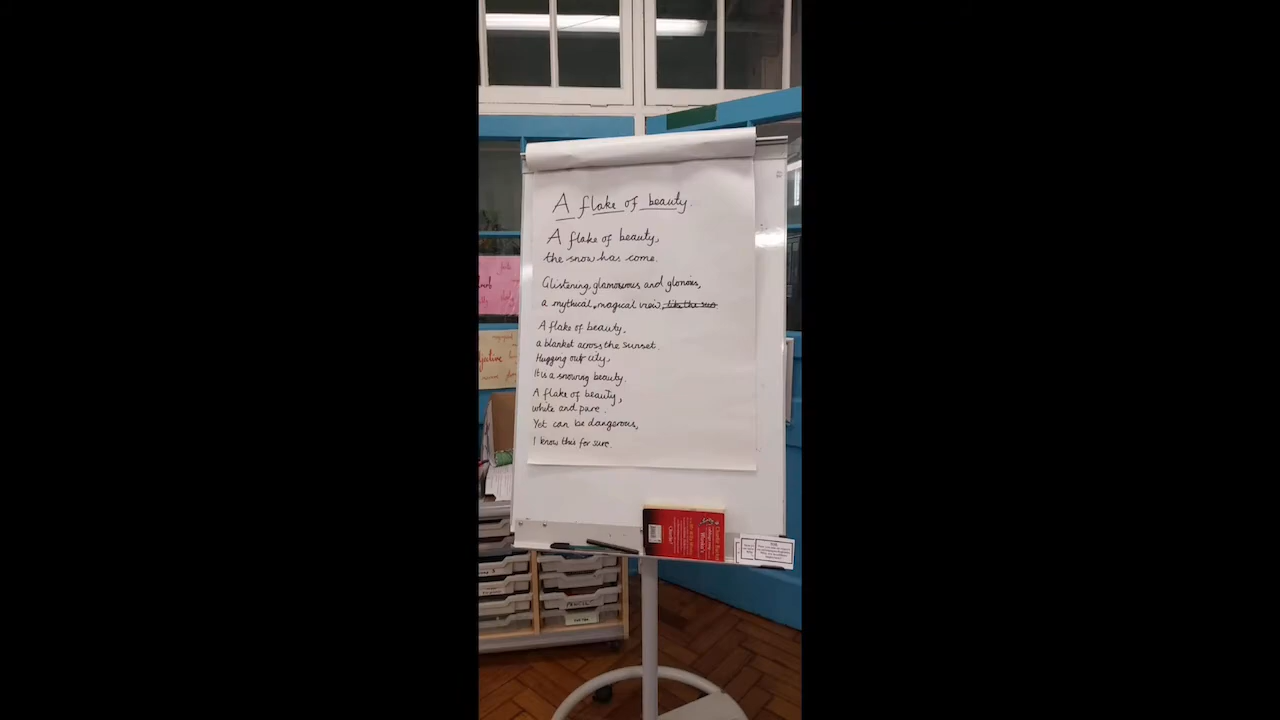 A flake of beauty.
A flake of beauty,
the snow has come.
Glistening, glamourous and glorious,
a mythical, magical view, like the sun
A flake of beauty.
a blanket across the sunset.
Hugging our city,
It is a snowing beauty.
A flake of beauty,
white and pure.
Yet can be dangerous,
I know this for sure.